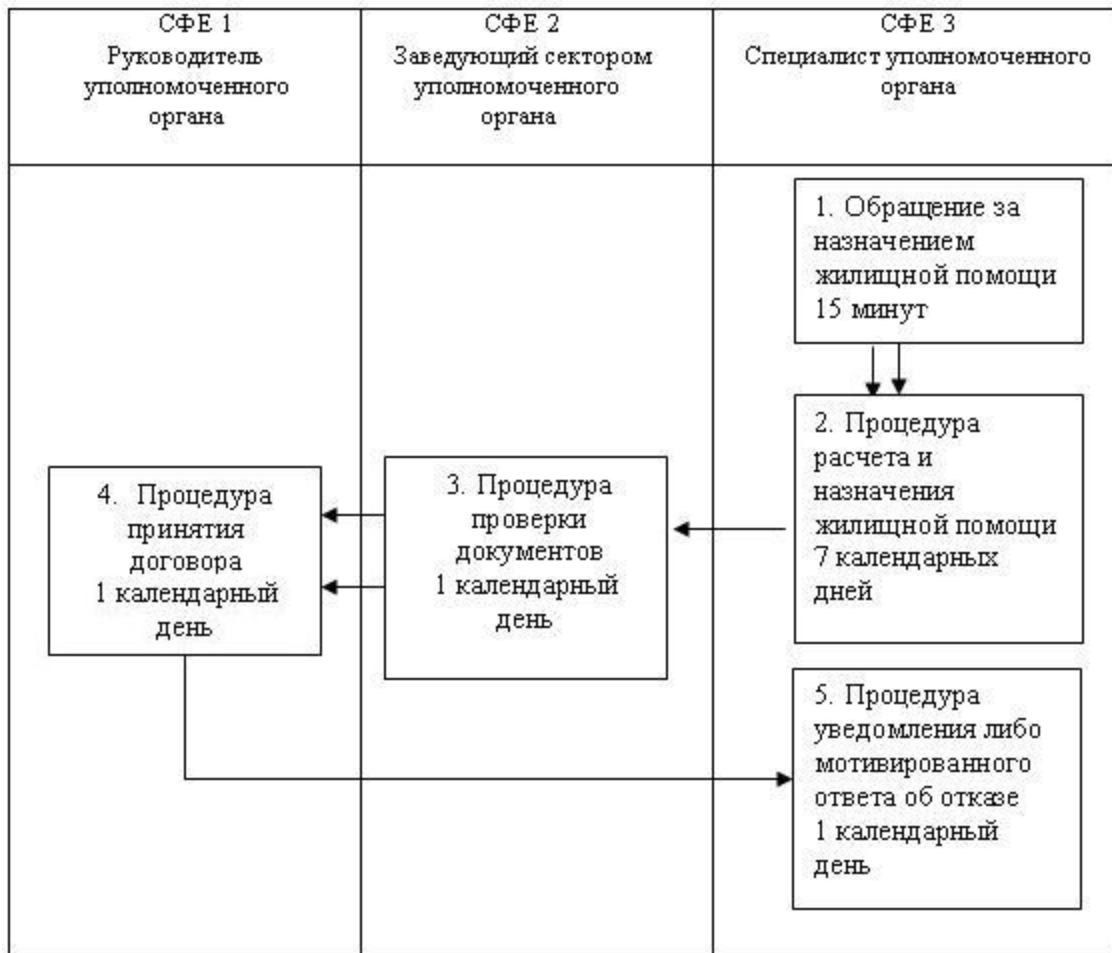 СФЕ 1
Руководитель
уполномоченного
органа
СФЕ 2
Заведующий сектором
уполномоченного
органа
СФЕ 3
Специалист уполномоченного
органа
1. Обращение за
назначением
жилищной помощи
15 минут
2. Процедура
расчета и
назначения
жилищной помощи
7 календарных
дней
3. Процедура
проверки
документов
1 календарный
день
4. Процедура
принятия
договора
1 календарный
день
5. Процедура
уведомления либо
мотивированного
ответа об отказе
1 календарный
день